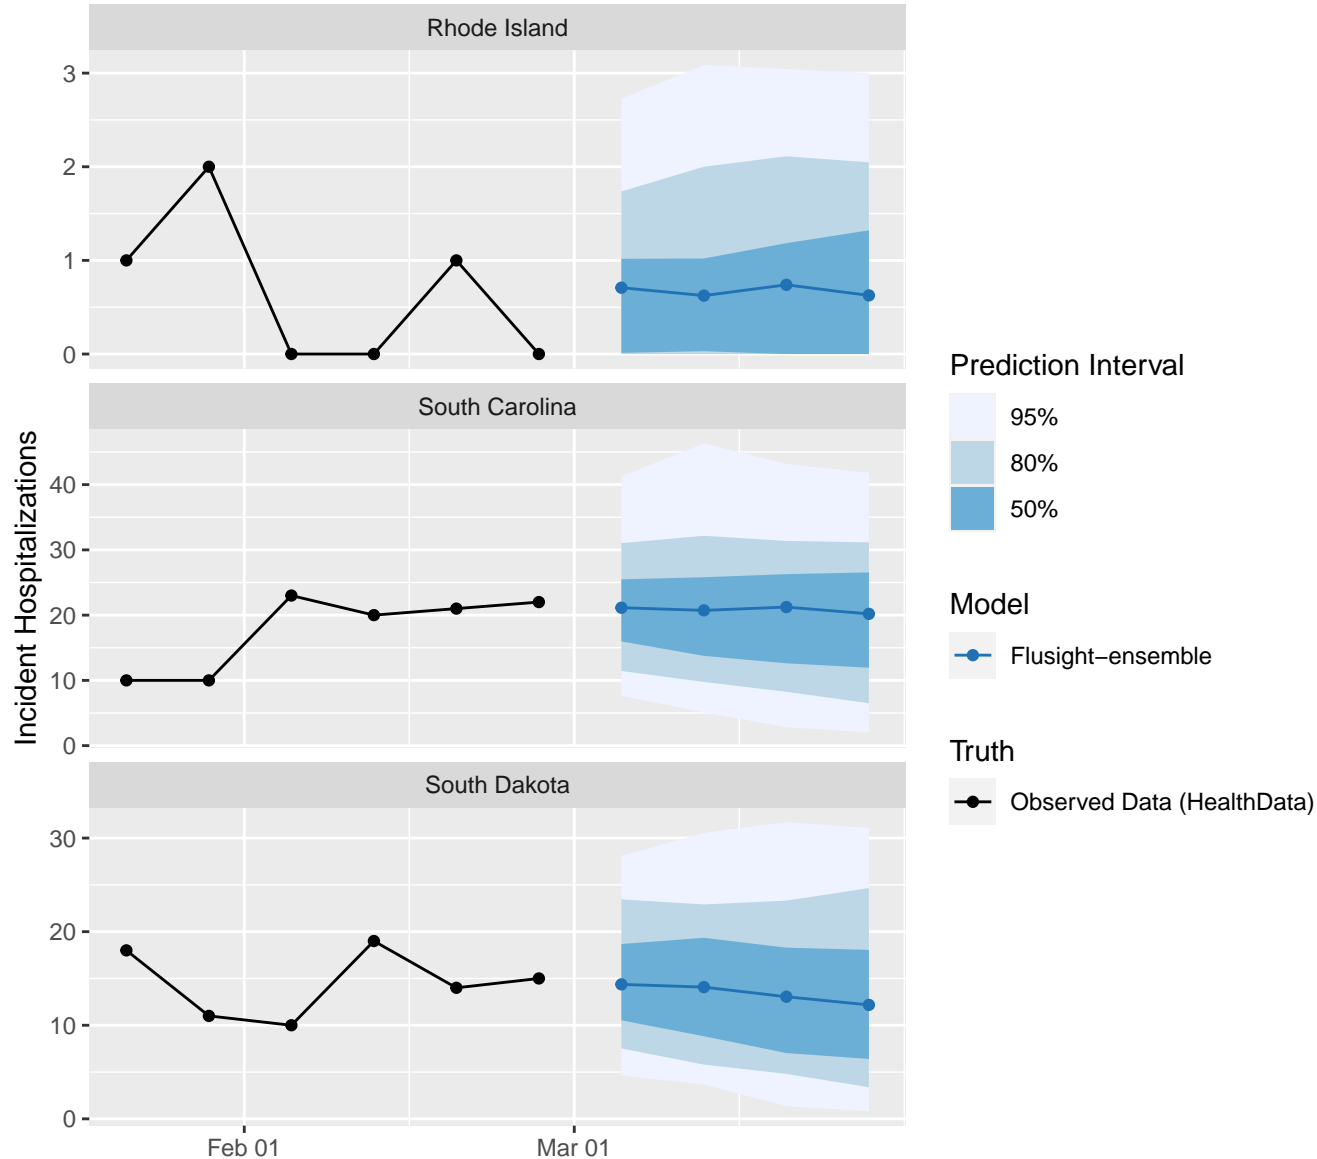 Rhode Island
3
2
1
0
South Carolina
40
30
20
10
0
South Dakota
30
20
10
0
Feb 01
Mar 01
Incident Hospitalizations
Prediction Interval
95%
80%
50%
Model
Flusight−ensemble
Truth
Observed Data (HealthData)